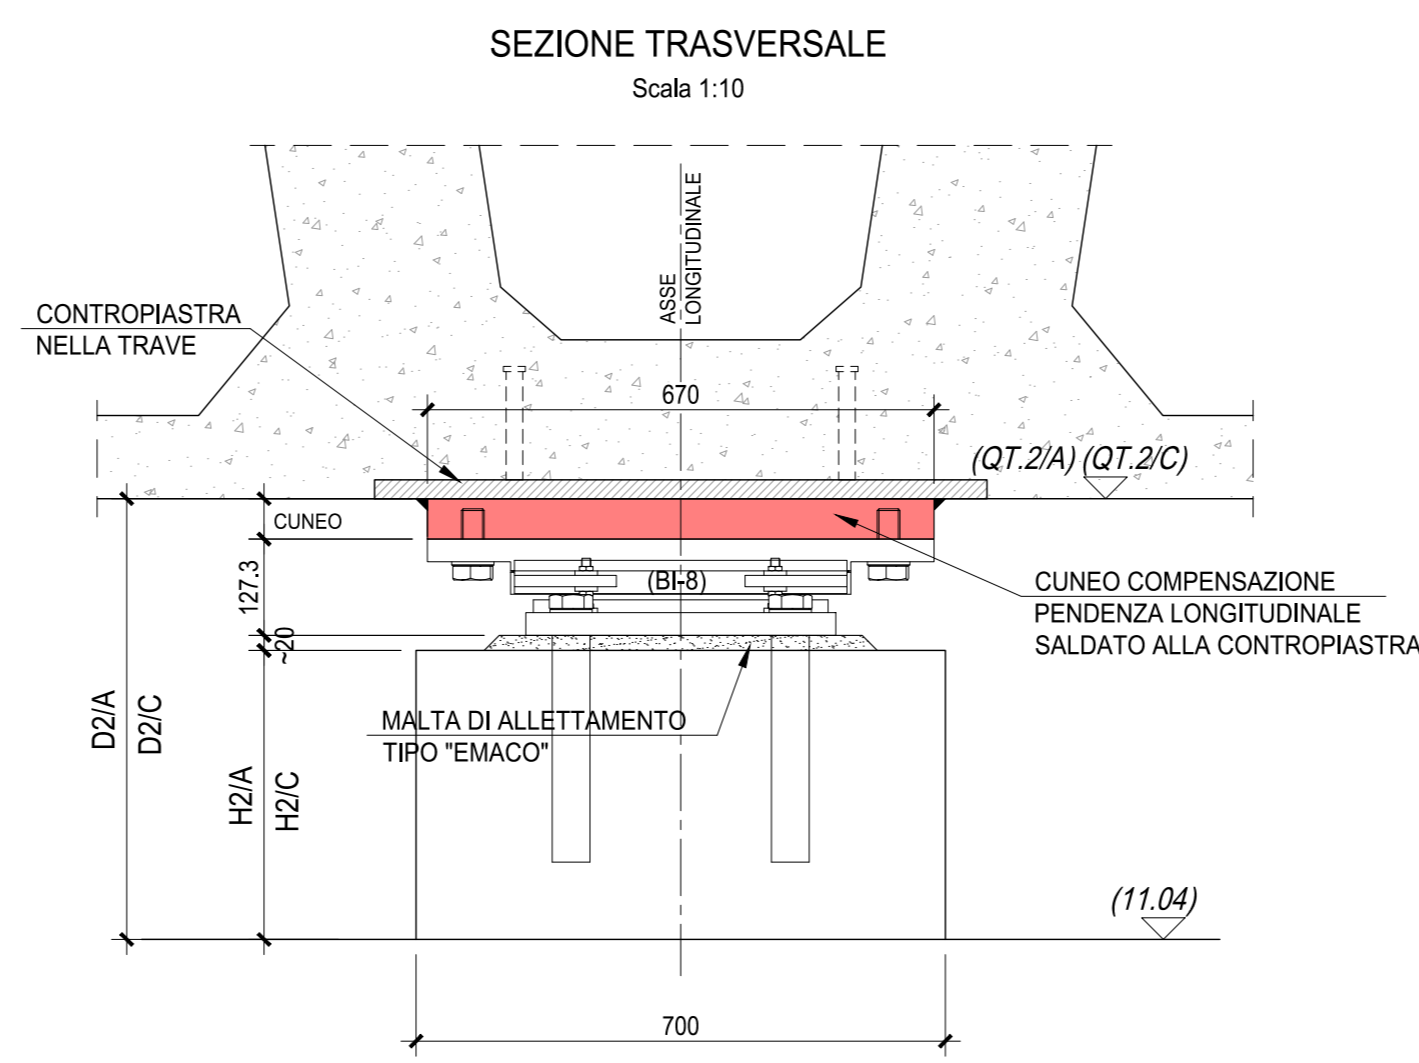 SEZIONE TRASVERSALE
Scala 1:10
ASSE
LONGITUDINALE
CONTROPIASTRA
NELLA TRAVE
670
(QT.2/A) (QT.2/C)
CUNEO
127.3
(BI-8)
CUNEO COMPENSAZIONE
PENDENZA LONGITUDINALE
SALDATO ALLA CONTROPIASTRA
~20
D2/A
D2/C
MALTA DI ALLETTAMENTO
TIPO "EMACO"
H2/A
H2/C
(11.04)
700